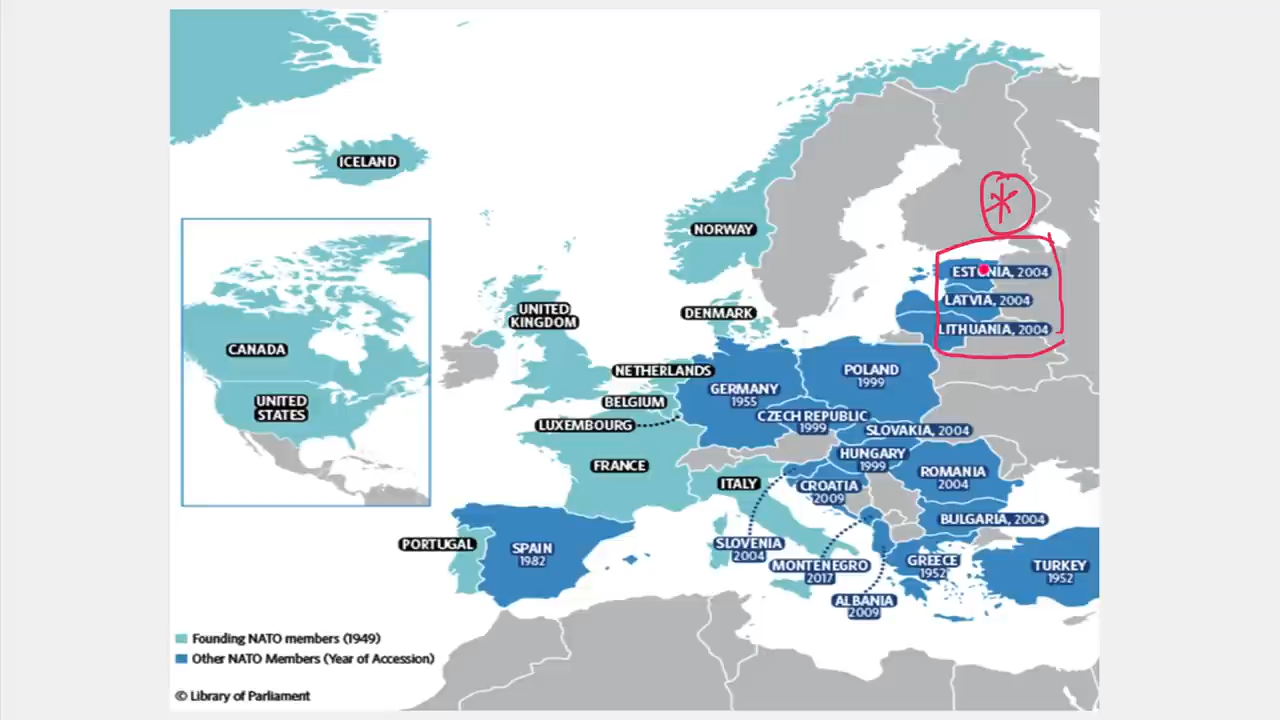 ICELAND
NORWAY
ESTONIA, 2004
LATVIA, 2004
LITHUANIA, 2004
UNITED
KINGDOM
DENMARK
CANADA
UNITED
STATES
NETHERLANDS
BELGIUM
LUXEMBOURG
GERMANY
1955
POLAND
1999
CZECH REPUBLIC
1999
SLOVAKIA, 2004
HUNGARY
1999
FRANCE
ITALY
CROATIA
2009
ROMANIA
2004
BULGARIA, 2004
PORTUGAL
SPAIN
1982
SLOVENIA
2004
MONTENEGRO
2017
ALBANIA
2009
GREECE
1952
TURKEY
1952
Founding NATO members (1949)
Other NATO Members (Year of Accession)
© Library of Parliament